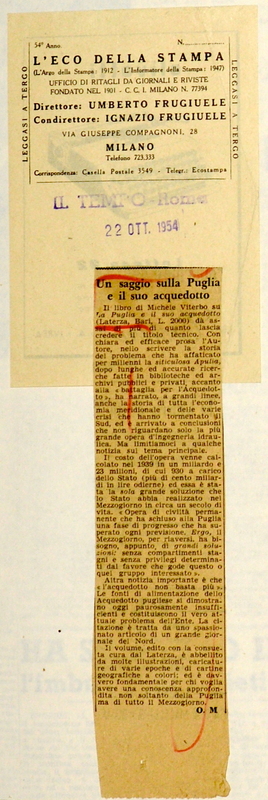 54° Anno
N.
L'ECO DELLA STAMPA
(L'Argo della Stampa: 1912 - L'Informatore della Stampa: 1947)
UFFICIO DI RITAGLI DA GIORNALI E RIVISTE
FONDATO NEL 1901 - C. C. I. MILANO N. 77394
Direttore: UMBERTO FRUGIUELE
Condirettore: IGNAZIO FRUGIUELE
VIA GIUSEPPE COMPAGNONI, 28
MILANO
Telefono 723.333
Corrispondenza: Casella Postale 3549 - Telegr.: Ecostampa
LEGGASI A TERGO
LEGGASI A TERGO
IL TEMPO - Roma
22 OTT. 1954
Un saggio sulla Puglia
e il suo acquedotto
Il libro di Michele Viterbo su
La Puglia e il suo acquedotto
(Laterza, Bari, L. 2000) dà as-
sai di più di quanto lascia
credere il titolo tecnico. Con
chiara ed efficace prosa l'Au-
tore, nello scrivere la storia
del problema che ha affaticato
per millenni la siticulosa Apulia,
dopo lunghe ed accurate ricer-
che fatte in biblioteche ed ar-
chivi pubblici e privati, accanto
alla « battaglia per l'Acquedot-
to », ha narrato, a grandi linee,
anche la storia di tutta l'econo-
mia meridionale e delle varie
crisi che hanno tormentato il
Sud, ed è arrivato a conclusioni
che non riguardano solo la più
grande opera d'ingegneria idrau-
lica. Ma limitiamoci a qualche
notizia sul tema principale.
Il costo dell'opera venne cal-
colato nel 1939 in un miliardo e
23 milioni, di cui 930 a carico
dello Stato (più di cento miliar-
di in lire odierne) ed essa è sta-
ta la sola grande soluzione che
lo Stato abbia realizzato nel
Mezzogiorno in circa un secolo di
vita. « Opera di civiltà perma-
nente che ha schiuso alla Puglia
una fase di progresso che ha su-
perato ogni previsione. Ergo, il
Mezzogiorno, per riaversi, ha bi-
sogno, appunto, di grandi solu-
zioni: senza compartimenti sta-
gni e senza privilegi determina-
ti dal favore che gode questo o
quel gruppo interessato ».
Altra notizia importante è che
« l'acquedotto non basta più ».
Le fonti di alimentazione dello
Acquedotto pugliese si dimostra-
no oggi paurosamente insuffi-
cienti e costituiscono il vero at-
tuale problema dell'Ente. La ci-
tazione è tratta da uno spassio-
nato articolo di un grande gior-
nale del Nord.
Il volume, edito con la consue-
ta cura dal Laterza, è abbellito
da molte illustrazioni, caricatu-
re di varie epoche e di cartine
geografiche a colori; ed è dav-
vero fondamentale per chi voglia
avere una conoscenza approfon-
dita non soltanto della Puglia
ma di tutto il Mezzogiorno.
O. M